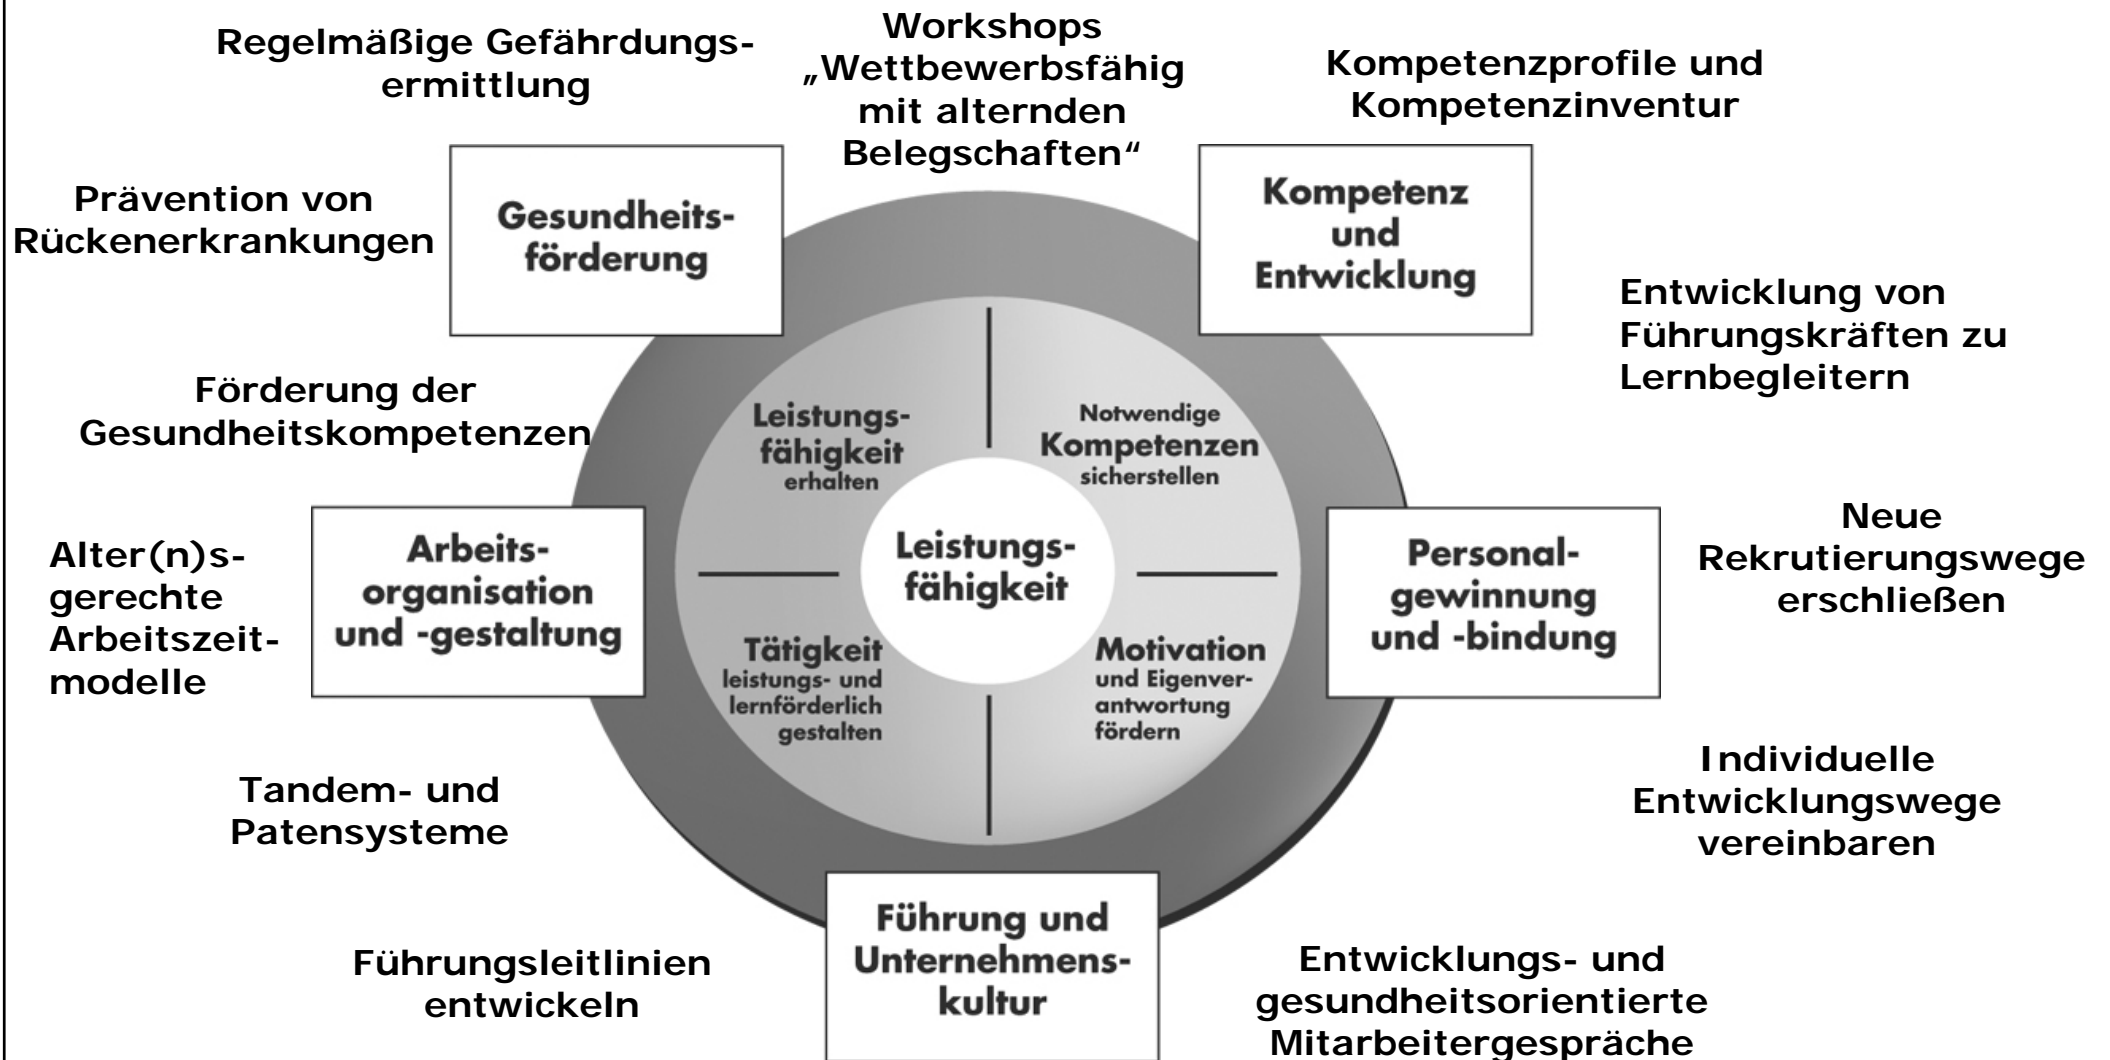 Regelmäßige Gefährdungs-
ermittlung
Workshops
„Wettbewerbsfähig
mit alternden
Belegschaften“
Kompetenzprofile und
Kompetenzinventur
Prävention von
Rückenerkrankungen
Gesundheits-
förderung
Kompetenz
und
Entwicklung
Entwicklung von
Führungskräften zu
Lernbegleitern
Förderung der
Gesundheitskompetenzen
Leistungs-
fähigkeit
erhalten
Notwendige
Kompetenzen
sicherstellen
Leistungs-
fähigkeit
Alter(n)s-
gerechte
Arbeitszeit-
modelle
Arbeits-
organisation
und -gestaltung
Personal-
gewinnung
und -bindung
Neue
Rekrutierungswege
erschließen
Tätigkeit
leistungs- und
lernförderlich
gestalten
Motivation
und Eigenver-
antwortung
fördern
Tandem- und
Patensysteme
Individuelle
Entwicklungswege
vereinbaren
Führungsleitlinien
entwickeln
Führung und
Unternehmens-
kultur
Entwicklungs- und
gesundheitsorientierte
Mitarbeitergespräche